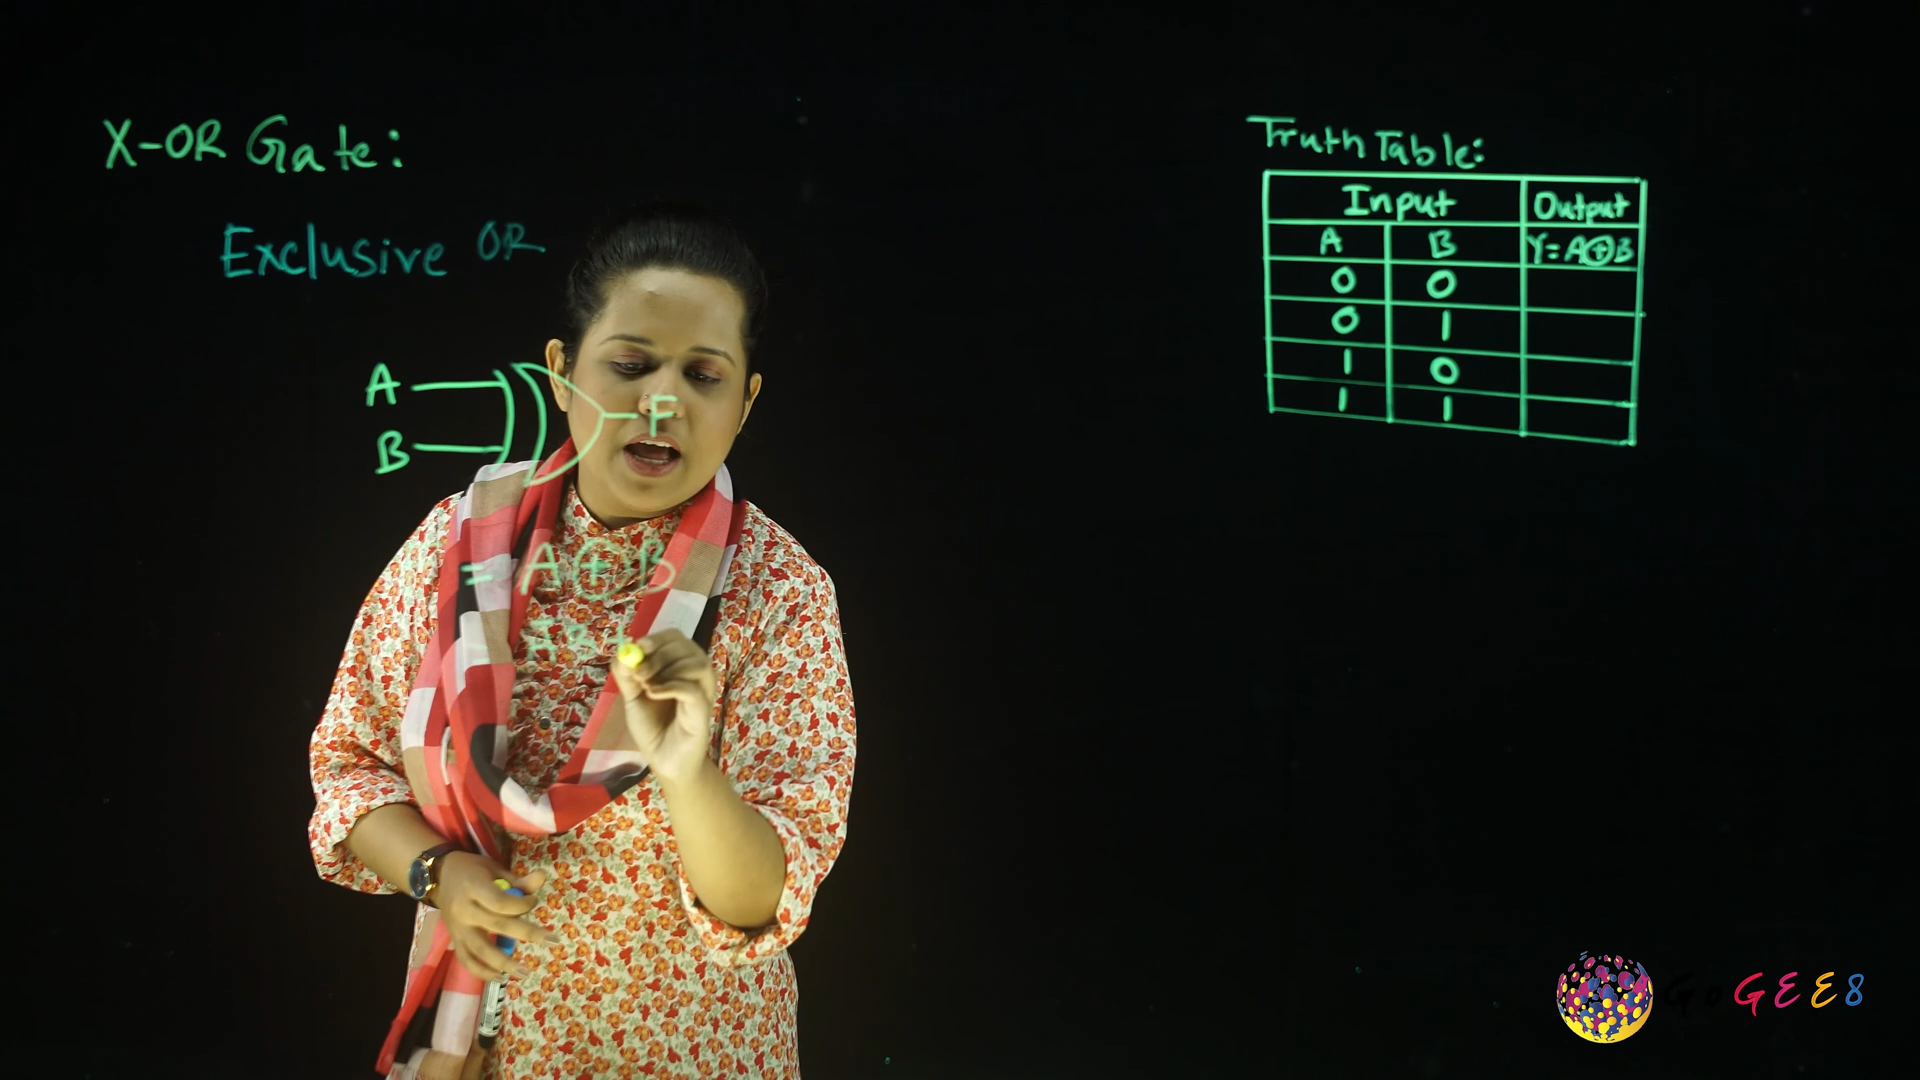 X-OR Gate:
Exclusive OR
A
B
F
= A ⊕ B
Truth Table:
Input Output
A B Y = A ⊕ B
0 0
0 1
1 0
1 1
GoGEE8